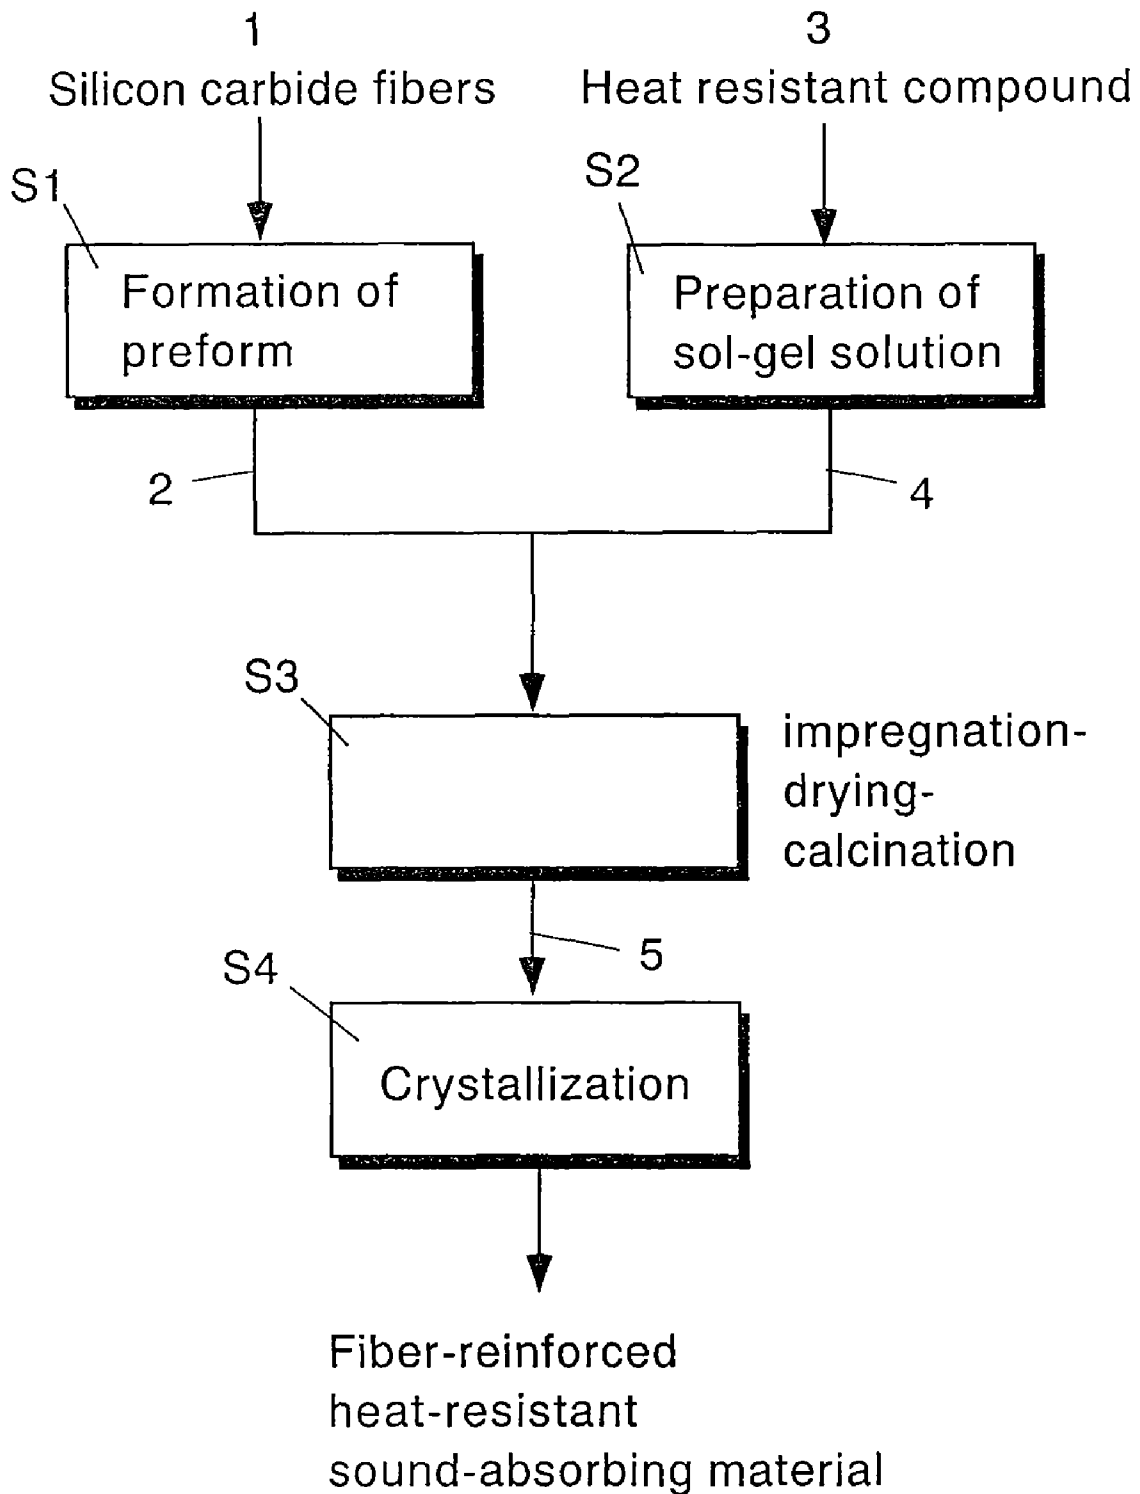 1
Silicon carbide fibers
3
Heat resistant compound
S1
Formation of
preform
S2
Preparation of
sol-gel solution
2
4
S3
impregnation-
drying-
calcination
5
S4
Crystallization
Fiber-reinforced
heat-resistant
sound-absorbing material